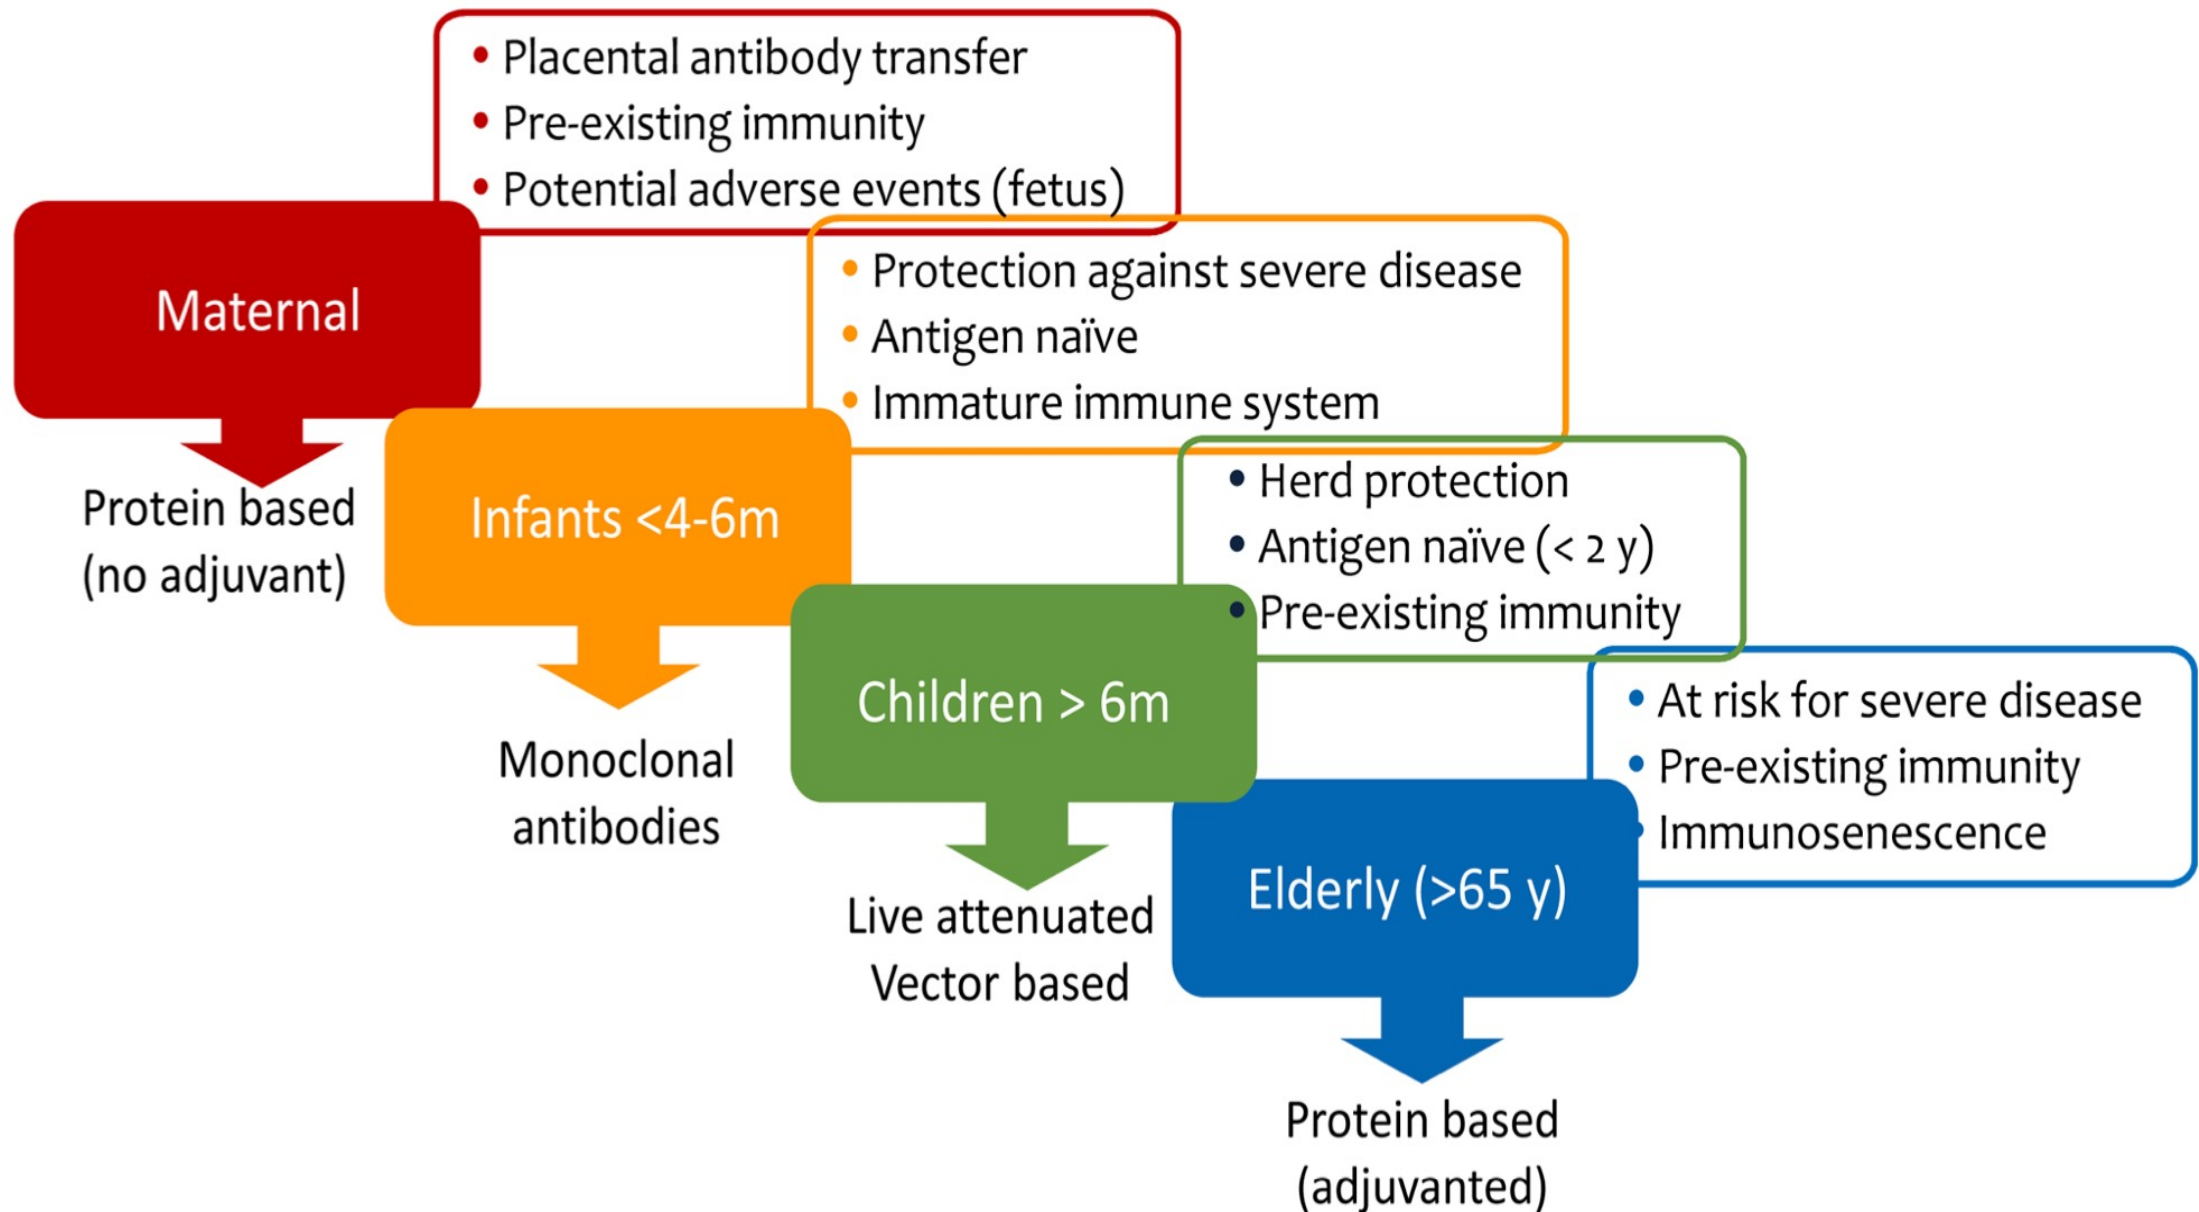 • Placental antibody transfer
• Pre-existing immunity
• Potential adverse events (fetus)
Maternal
Protein based
(no adjuvant)
• Protection against severe disease
• Antigen naïve
• Immature immune system
Infants <4-6m
Monoclonal
antibodies
• Herd protection
• Antigen naïve (< 2 y)
• Pre-existing immunity
Children > 6m
Live attenuated
Vector based
• At risk for severe disease
• Pre-existing immunity
• Immunosenescence
Elderly (>65 y)
Protein based
(adjuvanted)